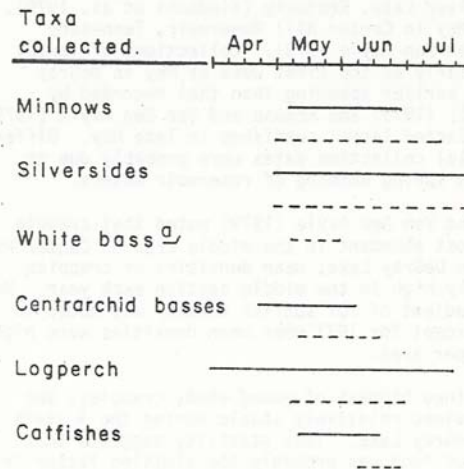 Taxa
collected.
Apr May Jun Jul
Minnows
Silversides
White bass a/
Centrarchid basses
Logperch
Catfishes